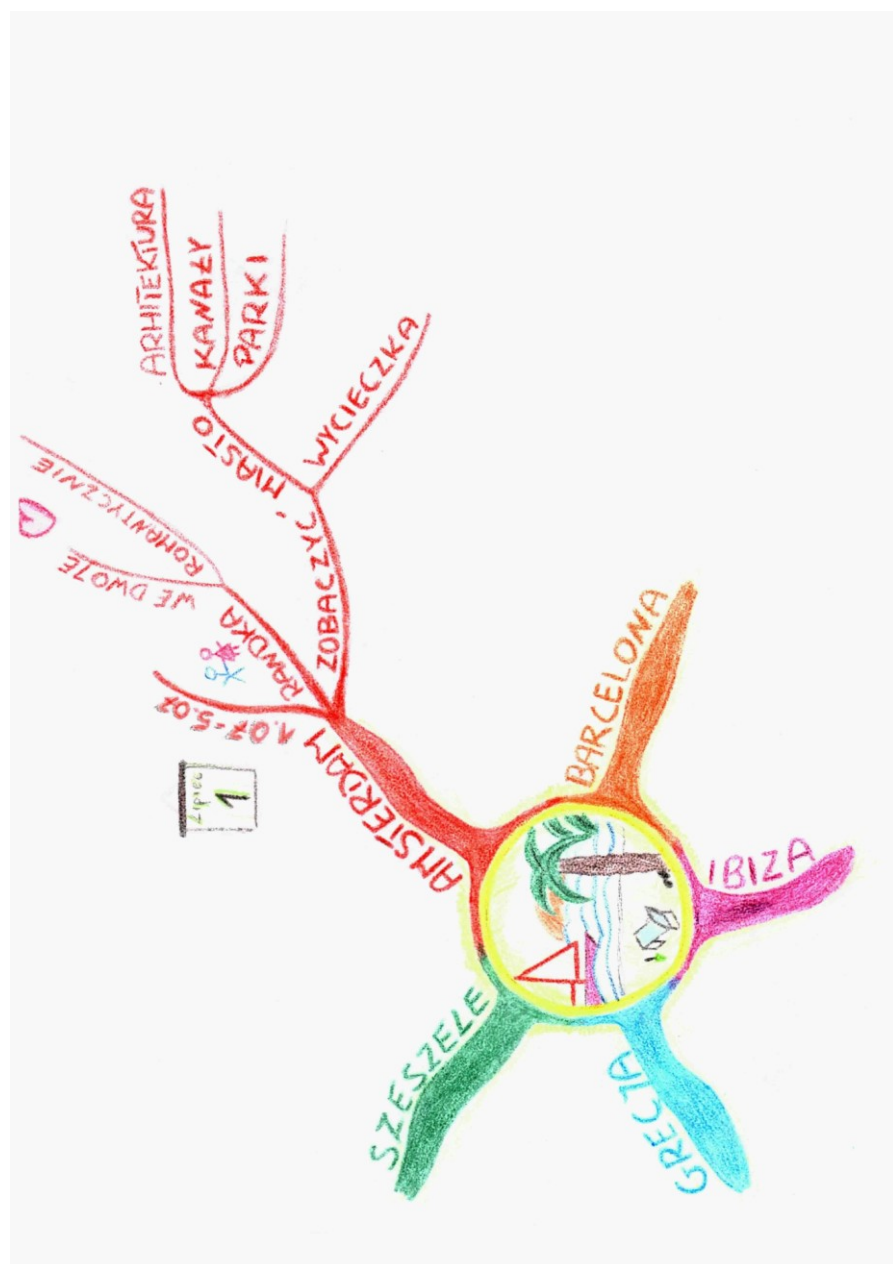 ARHITEKTURA
KANAŁY
PARKI
MIASTO
WYCIECZKA
ZOBACZYĆ
ROMANTYCZNIE
WE DWOJE
RANDKA
1.07-5.07
Lipiec
1
AMSTERDAM
BARCELONA
IBIZA
GRECJA
SZESZELE